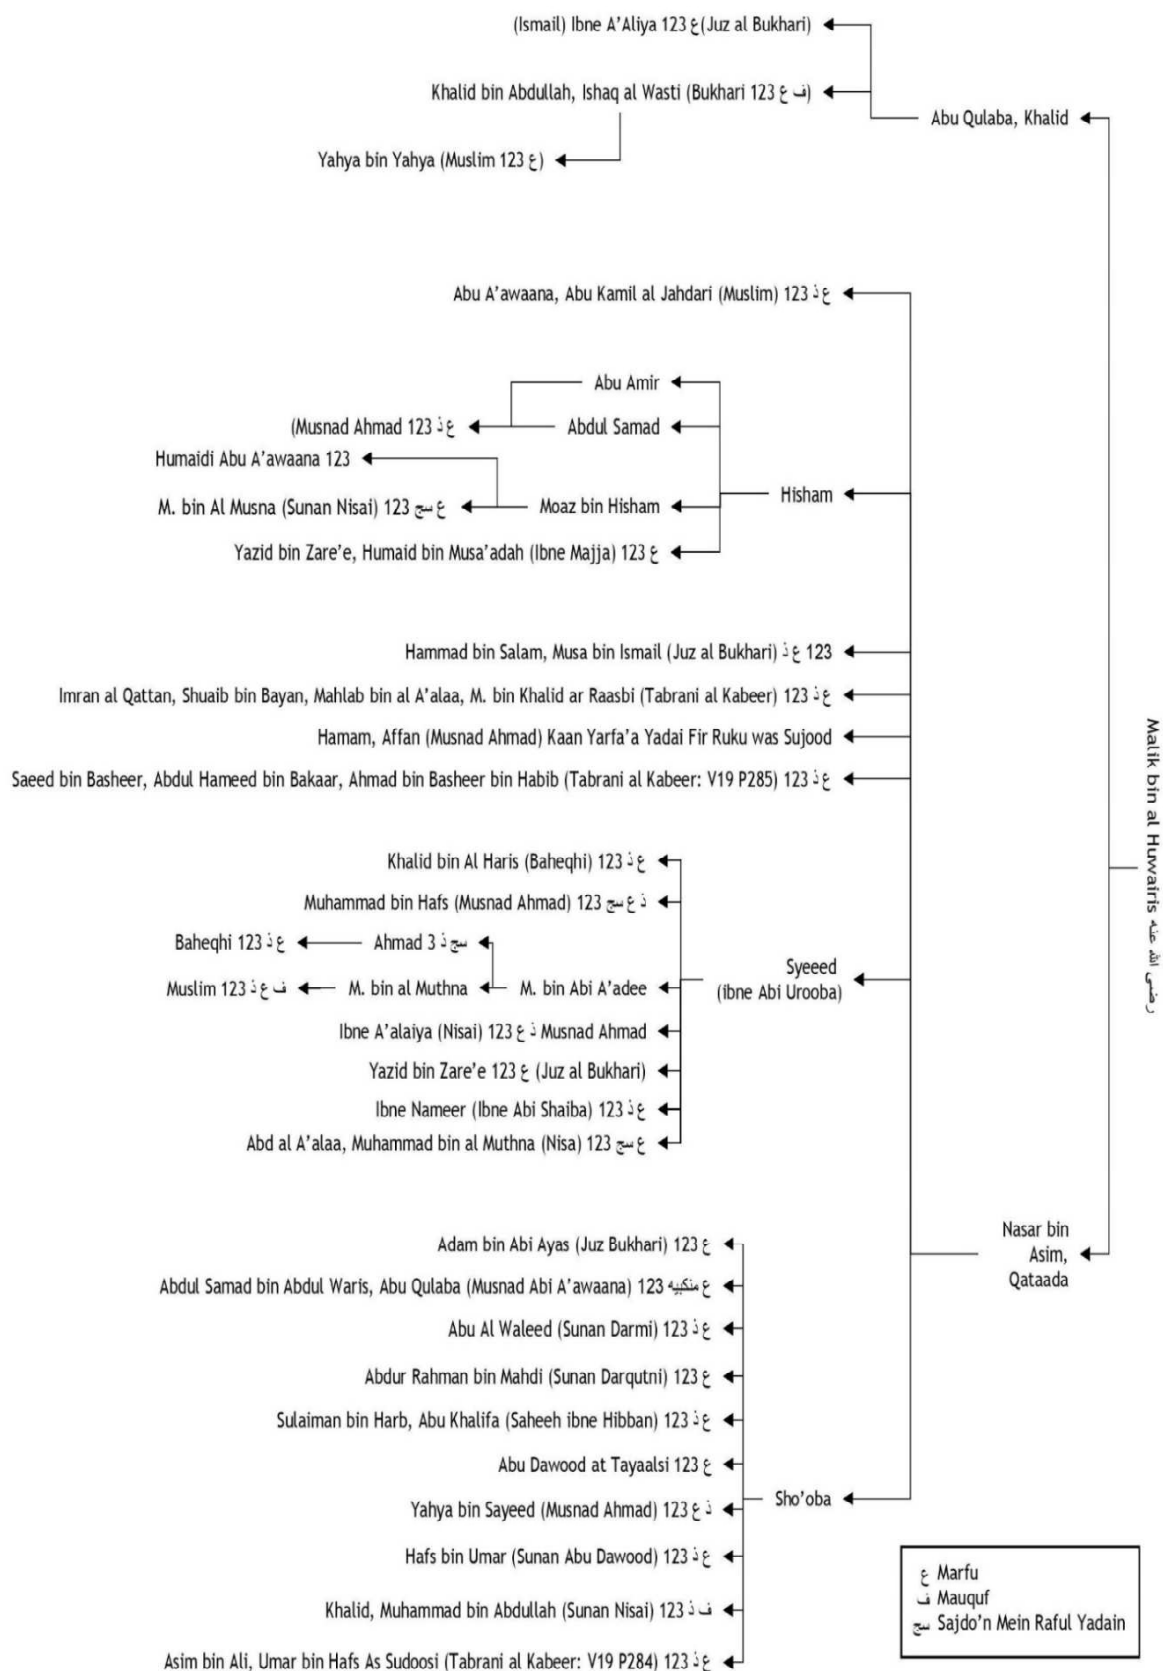 (Ismail) Ibne A'Aliya 123 ع (Juz al Bukhari)
Khalid bin Abdullah, Ishaq al Wasti (Bukhari 123 ف ع)
Abu Qulaba, Khalid
Yahya bin Yahya (Muslim 123 ع)
Abu A'awaana, Abu Kamil al Jahdari (Muslim) 123 ع ذ
Abu Amir
(Musnad Ahmad 123 ع ذ
Abdul Samad
Humaidi Abu A'awaana 123
Hisham
M. bin Al Musna (Sunan Nisai) 123 ع سج
Moaz bin Hisham
Yazid bin Zare'e, Humaid bin Musa'adah (Ibne Majja) 123 ع
Hammad bin Salam, Musa bin Ismail (Juz al Bukhari) ع ذ 123
Imran al Qattan, Shuaib bin Bayan, Mahlab bin al A'alaa, M. bin Khalid ar Raasbi (Tabrani al Kabeer) 123 ع ذ
Hamam, Affan (Musnad Ahmad) Kaan Yarfa'a Yadai Fir Ruku was Sujood
Saeed bin Basheer, Abdul Hameed bin Bakaar, Ahmad bin Basheer bin Habib (Tabrani al Kabeer: V19 P285) 123 ع ذ
Malik bin al Huwairis رضى الله عنه
Khalid bin Al Haris (Baheqhi) 123 ع ذ
Muhammad bin Hafs (Musnad Ahmad) 123 ذ ع سج
Baheqhi 123 ع ذ
Ahmad 3 سج ذ
Syeeed
(ibne Abi Urooba)
Muslim 123 ف ع ذ
M. bin al Muthna
M. bin Abi A'adee
Ibne A'alaiya (Nisai) 123 ذ ع Musnad Ahmad
Yazid bin Zare'e 123 ع (Juz al Bukhari)
Ibne Nameer (Ibne Abi Shaiba) 123 ع ذ
Abd al A'alaa, Muhammad bin al Muthna (Nisa) 123 ع سج
Nasar bin
Asim,
Qataada
Adam bin Abi Ayas (Juz Bukhari) 123 ع
Abdul Samad bin Abdul Waris, Abu Qulaba (Musnad Abi A'awaana) 123 ع منكبيه
Abu Al Waleed (Sunan Darmi) 123 ع ذ
Abdur Rahman bin Mahdi (Sunan Darqutni) 123 ع
Sulaiman bin Harb, Abu Khalifa (Saheeh ibne Hibban) 123 ع ذ
Abu Dawood at Tayaalsi 123 ع
Sho'oba
Yahya bin Sayeed (Musnad Ahmad) 123 ذ ع
Hafs bin Umar (Sunan Abu Dawood) 123 ع ذ
Khalid, Muhammad bin Abdullah (Sunan Nisai) 123 ف ذ
Asim bin Ali, Umar bin Hafs As Sudoosi (Tabrani al Kabeer: V19 P284) 123 ع ذ
ع Marfu
ف Mauquf
سج Sajdo'n Mein Raful Yadain